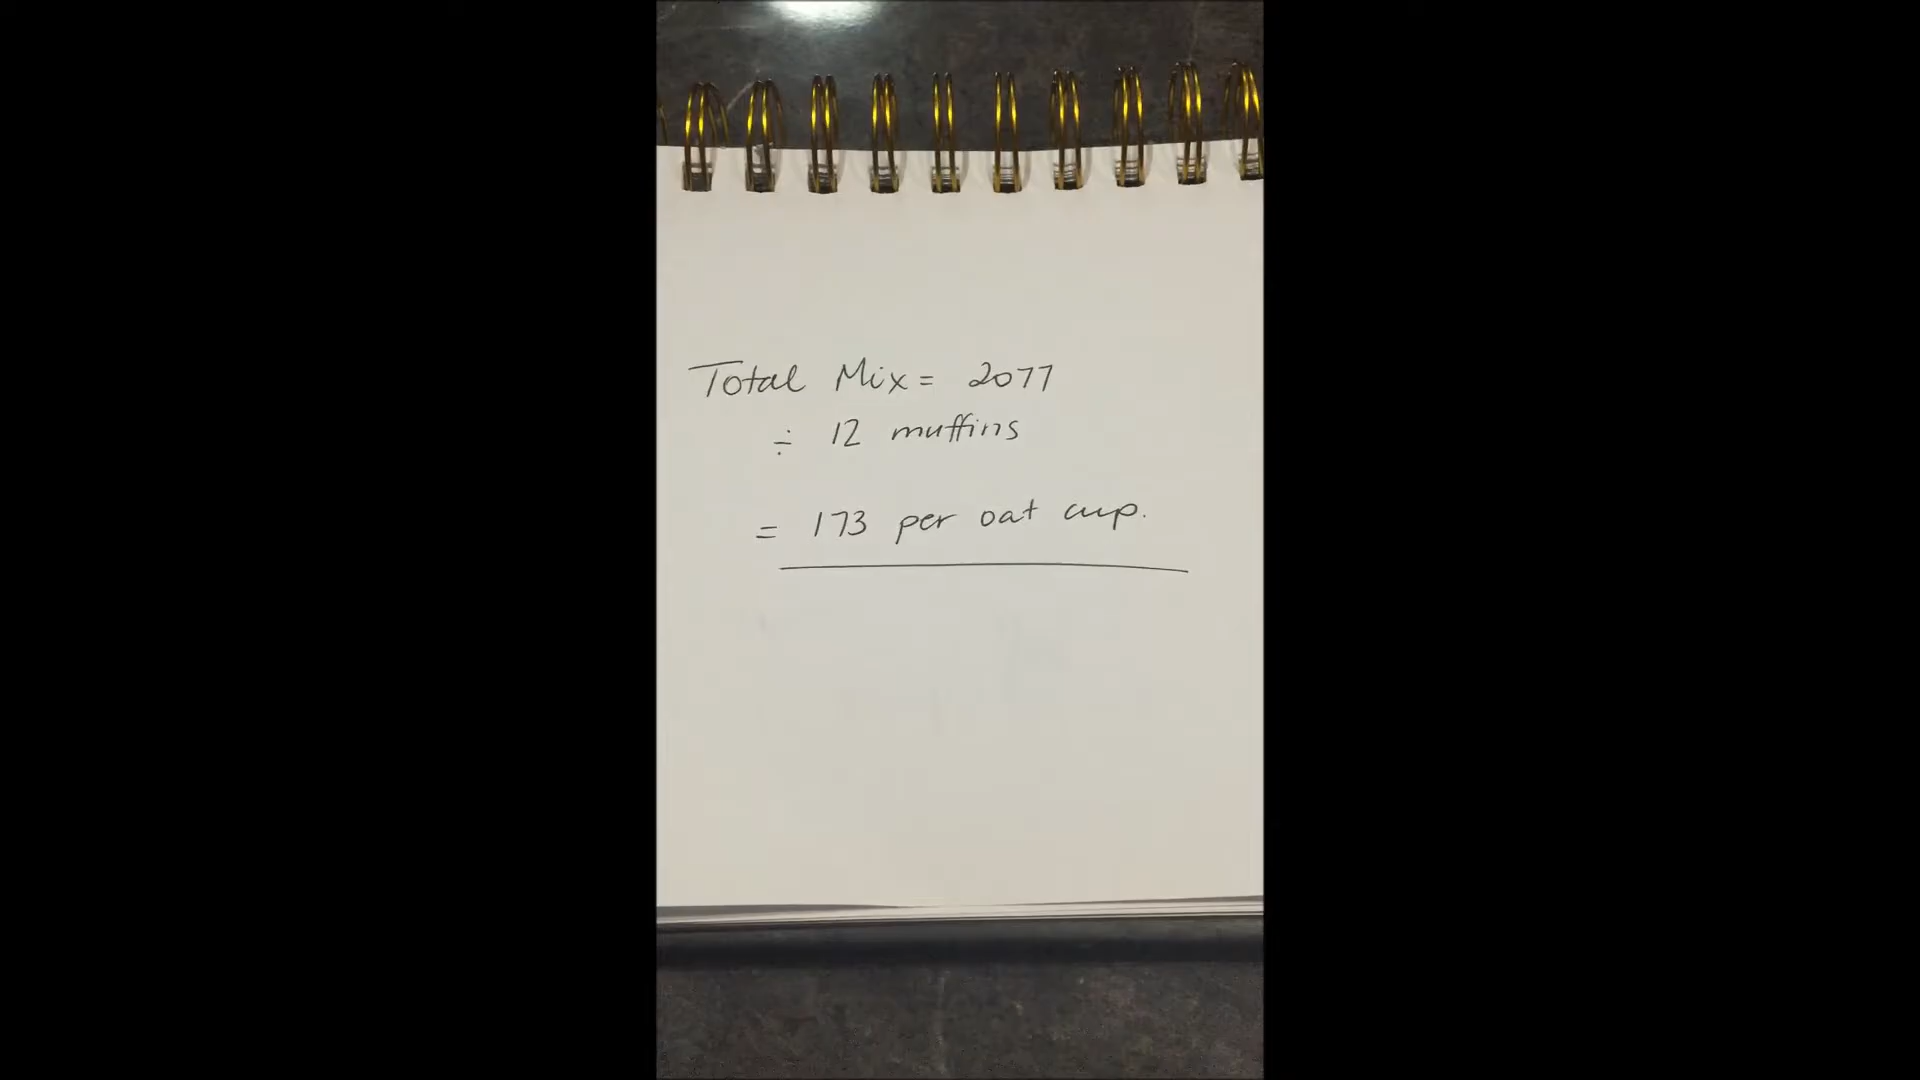 Total Mix = 2077
÷ 12 muffins
= 173 per oat cup.